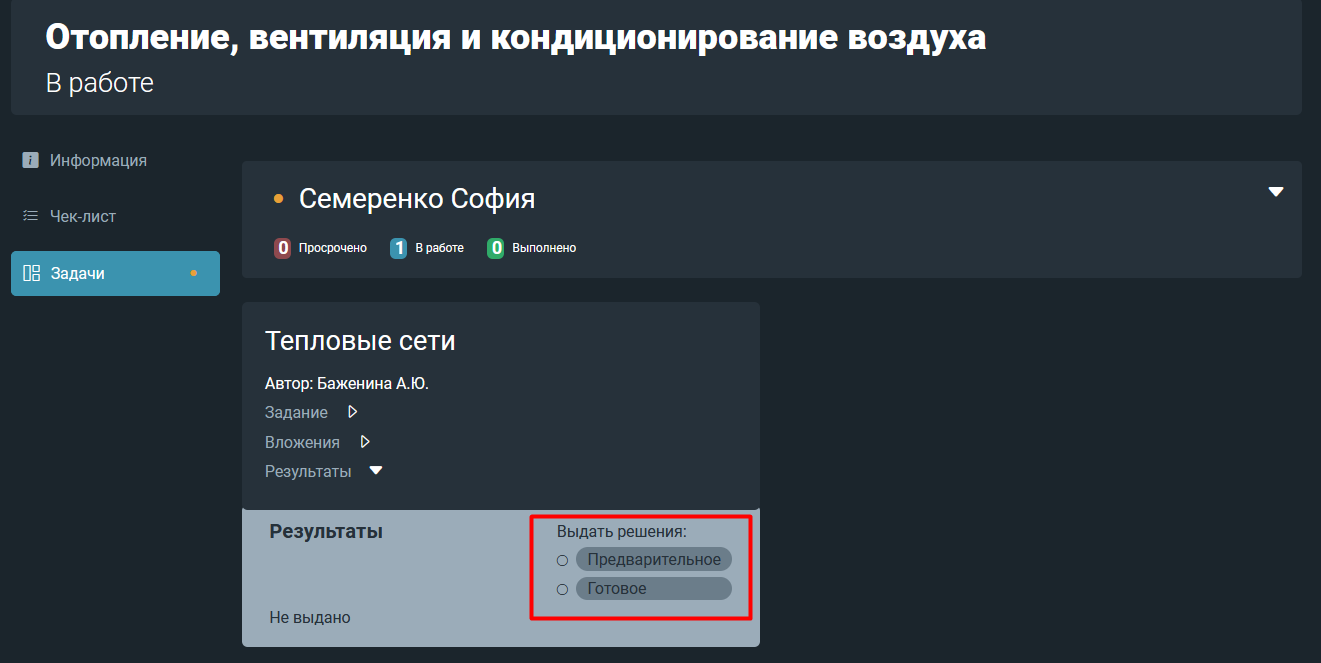 Отопление, вентиляция и кондиционирование воздуха
В работе
Информация
Чек-лист
Задачи
Семеренко София
0 Просрочено 1 В работе 0 Выполнено
Тепловые сети
Автор: Баженина А.Ю.
Задание
Вложения
Результаты
Результаты
Выдать решения:
Предварительное
Готовое
Не выдано